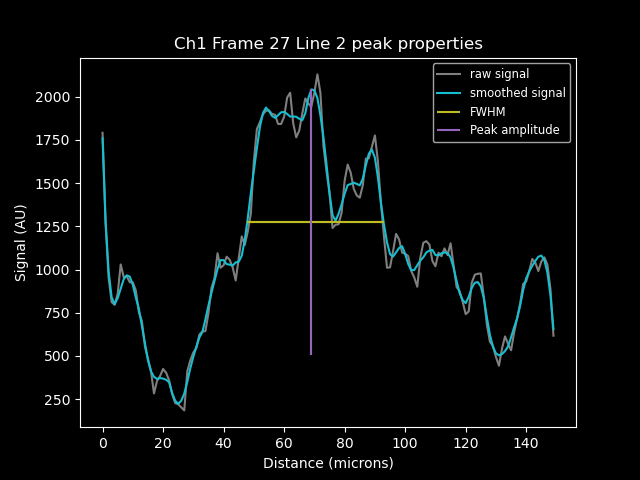 Ch1 Frame 27 Line 2 peak properties
raw signal
smoothed signal
FWHM
Peak amplitude
Signal (AU)
2000
1750
1500
1250
1000
750
500
250
0 20 40 60 80 100 120 140
Distance (microns)